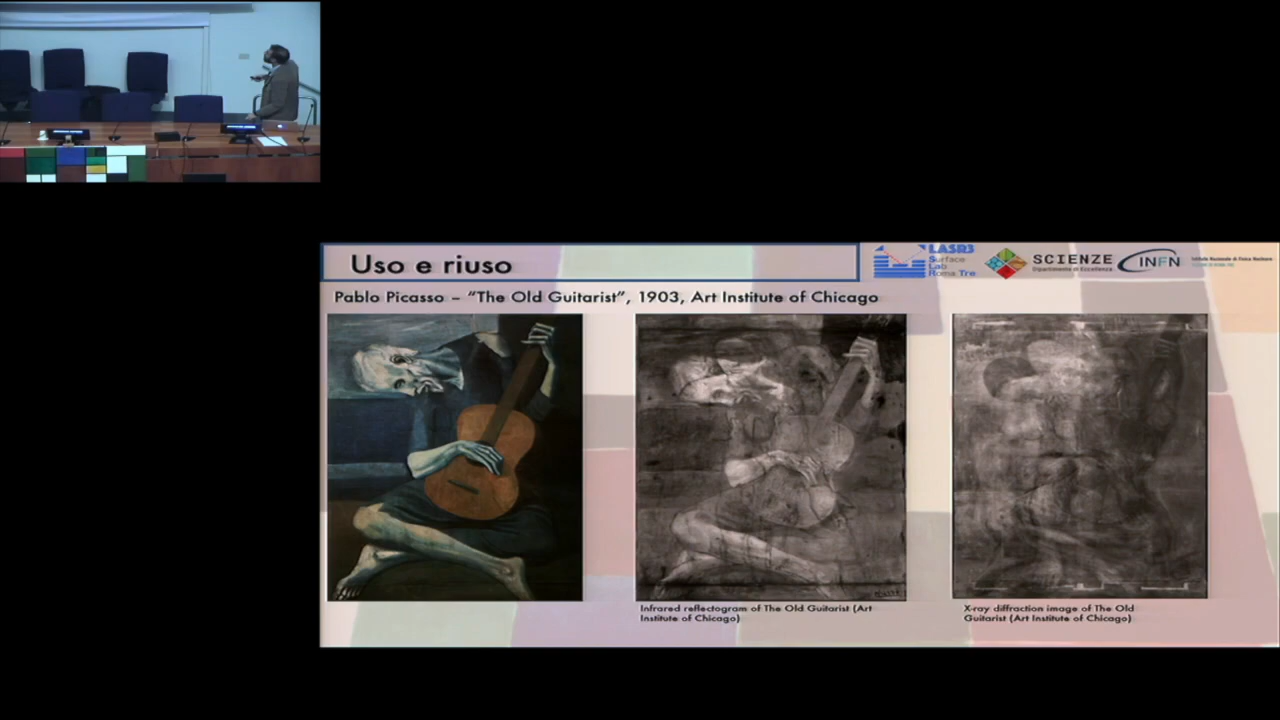 Uso e riuso
LASR3
Surface
Lab
Roma Tre
SCIENZE
Dipartimento di Eccellenza
INFN
Pablo Picasso – “The Old Guitarist”, 1903, Art Institute of Chicago
Infrared reflectogram of The Old Guitarist (Art
Institute of Chicago)
X-ray diffraction image of The Old
Guitarist (Art Institute of Chicago)